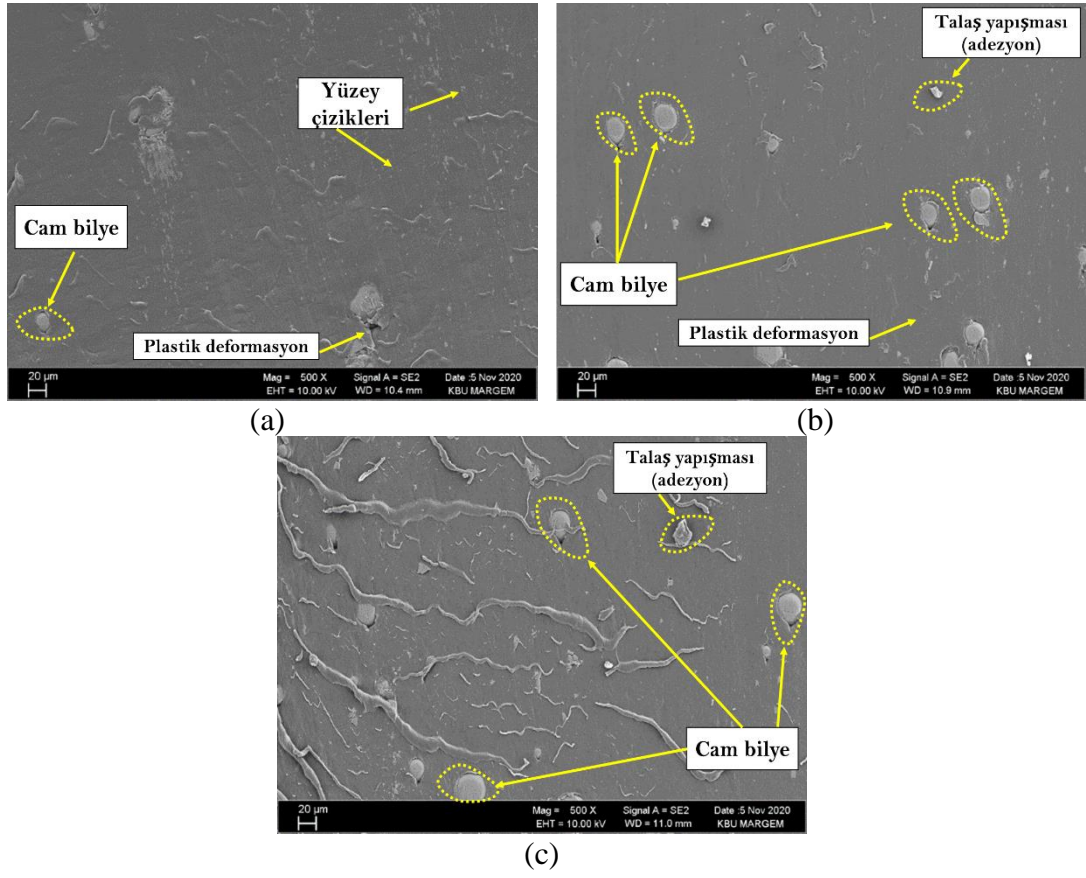 Yüzey
çizikleri
Cam bilye
Plastik deformasyon
20 µm
Mag = 500 X Signal A = SE2 Date :5 Nov 2020
EHT = 10.00 kV WD = 10.4 mm KBU MARGEM
(a)
Talaş yapışması
(adezyon)
Cam bilye
Plastik deformasyon
20 µm
Mag = 500 X Signal A = SE2 Date :5 Nov 2020
EHT = 10.00 kV WD = 10.9 mm KBU MARGEM
(b)
Talaş yapışması
(adezyon)
Cam bilye
20 µm
Mag = 500 X Signal A = SE2 Date :5 Nov 2020
EHT = 10.00 kV WD = 11.0 mm KBU MARGEM
(c)